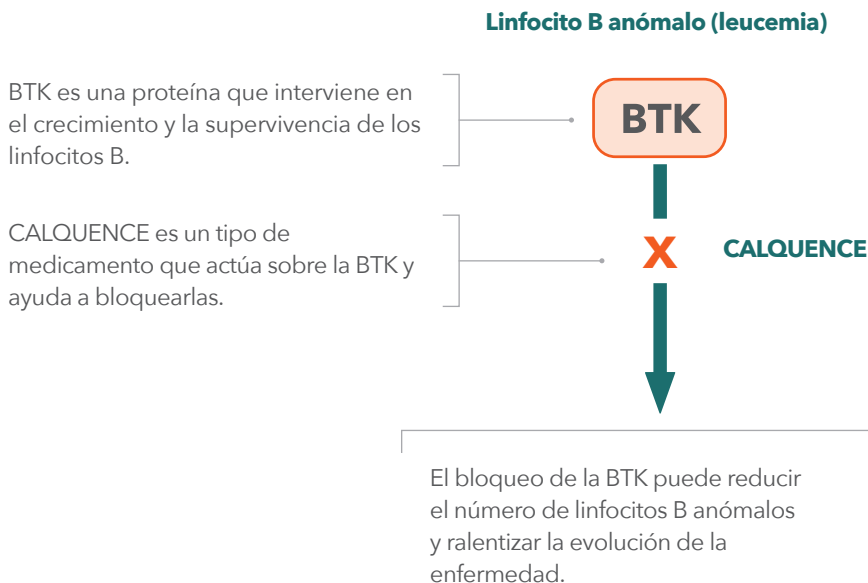 Linfocito B anómalo (leucemia)
BTK es una proteína que interviene en
el crecimiento y la supervivencia de los
linfocitos B.
BTK
CALQUENCE es un tipo de
medicamento que actúa sobre la BTK y
ayuda a bloquearlas.
X
CALQUENCE
El bloqueo de la BTK puede reducir
el número de linfocitos B anómalos
y ralentizar la evolución de la
enfermedad.